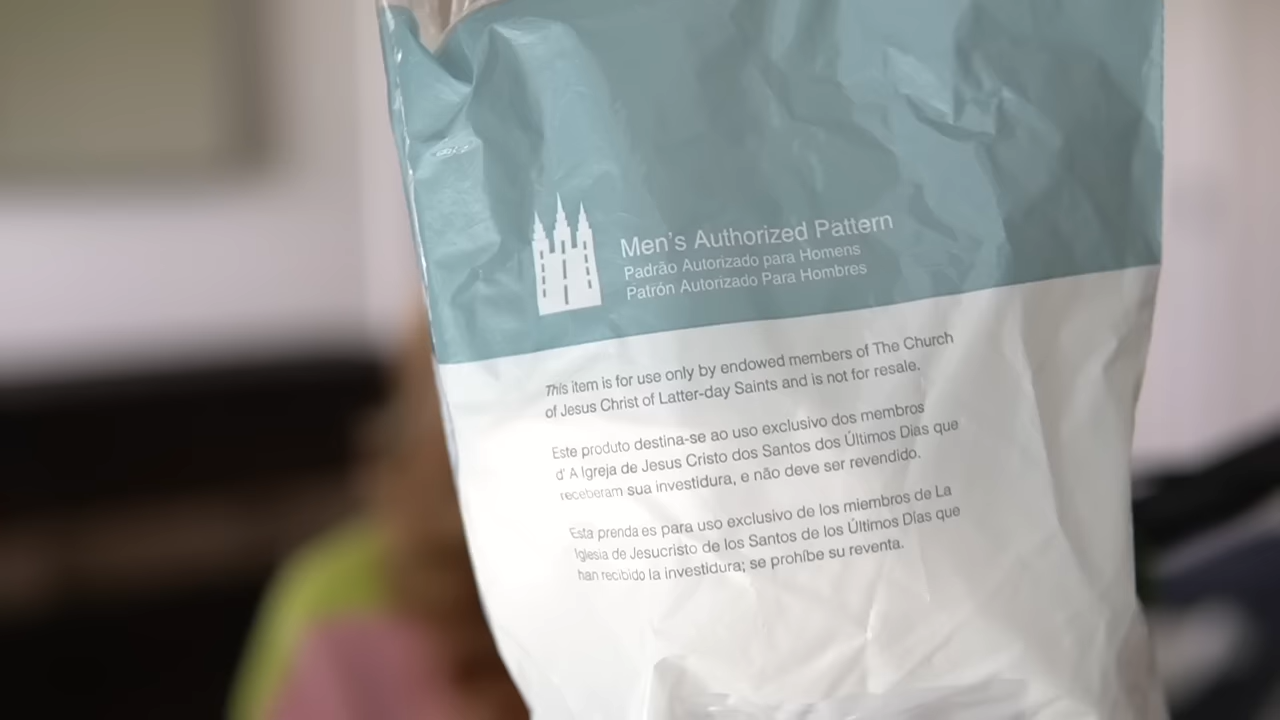 Men's Authorized Pattern
Padrão Autorizado para Homens
Patrón Autorizado Para Hombres
This item is for use only by endowed members of The Church
of Jesus Christ of Latter-day Saints and is not for resale.
Este produto destina-se ao uso exclusivo dos membros
d' A Igreja de Jesus Cristo dos Santos dos Últimos Dias que
receberam sua investidura, e não deve ser revendido.
Esta prenda es para uso exclusivo de los miembros de La
Iglesia de Jesucristo de los Santos de los Últimos Días que
han recibido la investidura; se prohíbe su reventa.